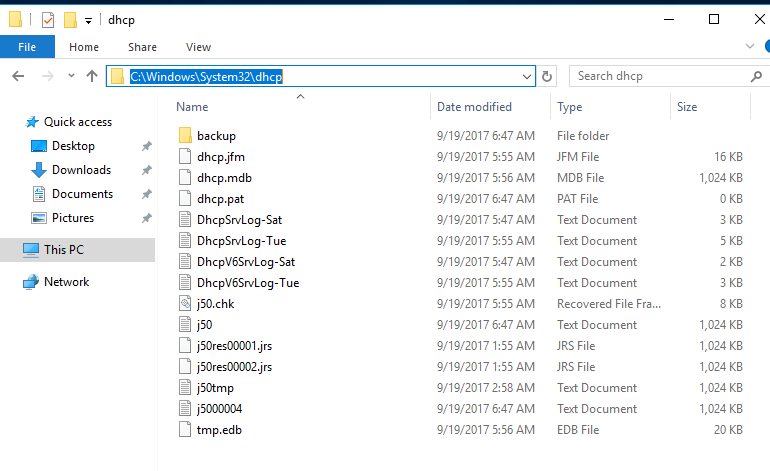 dhcp
File Home Share View
C:\Windows\System32\dhcp Search dhcp
Name Date modified Type Size
Quick access
Desktop
Downloads
Documents
Pictures
This PC
Network
backup 9/19/2017 6:47 AM File folder
dhcp.jfm 9/19/2017 5:55 AM JFM File 16 KB
dhcp.mdb 9/19/2017 5:56 AM MDB File 1,024 KB
dhcp.pat 9/19/2017 6:47 AM PAT File 0 KB
DhcpSrvLog-Sat 9/19/2017 5:47 AM Text Document 3 KB
DhcpSrvLog-Tue 9/19/2017 5:55 AM Text Document 5 KB
DhcpV6SrvLog-Sat 9/19/2017 5:47 AM Text Document 2 KB
DhcpV6SrvLog-Tue 9/19/2017 5:55 AM Text Document 3 KB
j50.chk 9/19/2017 5:55 AM Recovered File Fra... 8 KB
j50 9/19/2017 6:47 AM Text Document 1,024 KB
j50res00001.jrs 9/19/2017 1:55 AM JRS File 1,024 KB
j50res00002.jrs 9/19/2017 1:55 AM JRS File 1,024 KB
j50tmp 9/19/2017 2:58 AM Text Document 1,024 KB
j5000004 9/19/2017 6:47 AM Text Document 1,024 KB
tmp.edb 9/19/2017 5:56 AM EDB File 20 KB